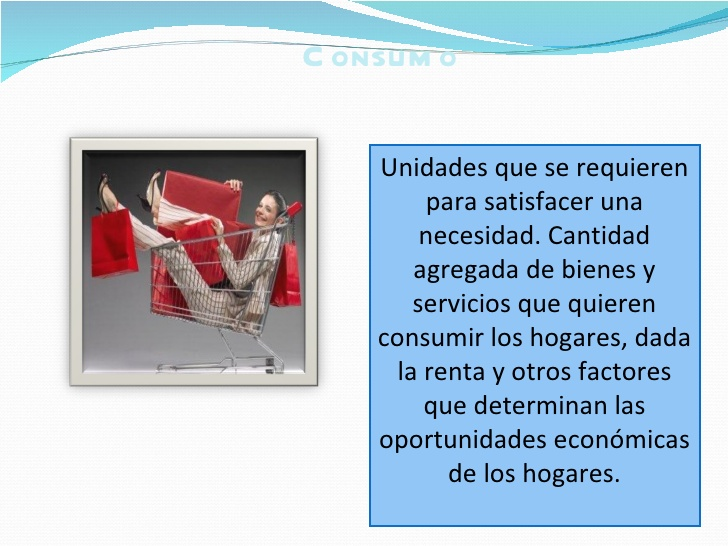 Consumo
Unidades que se requieren
para satisfacer una
necesidad. Cantidad
agregada de bienes y
servicios que quieren
consumir los hogares, dada
la renta y otros factores
que determinan las
oportunidades económicas
de los hogares.